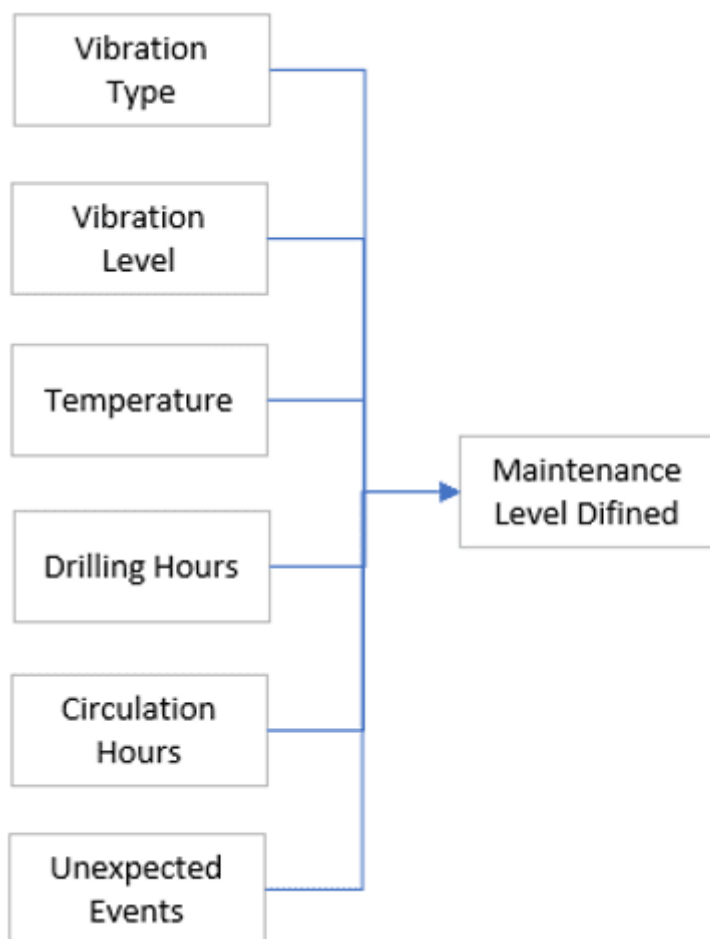 Vibration
Type
Vibration
Level
Temperature
Drilling Hours
Circulation
Hours
Unexpected
Events
Maintenance
Level Difined